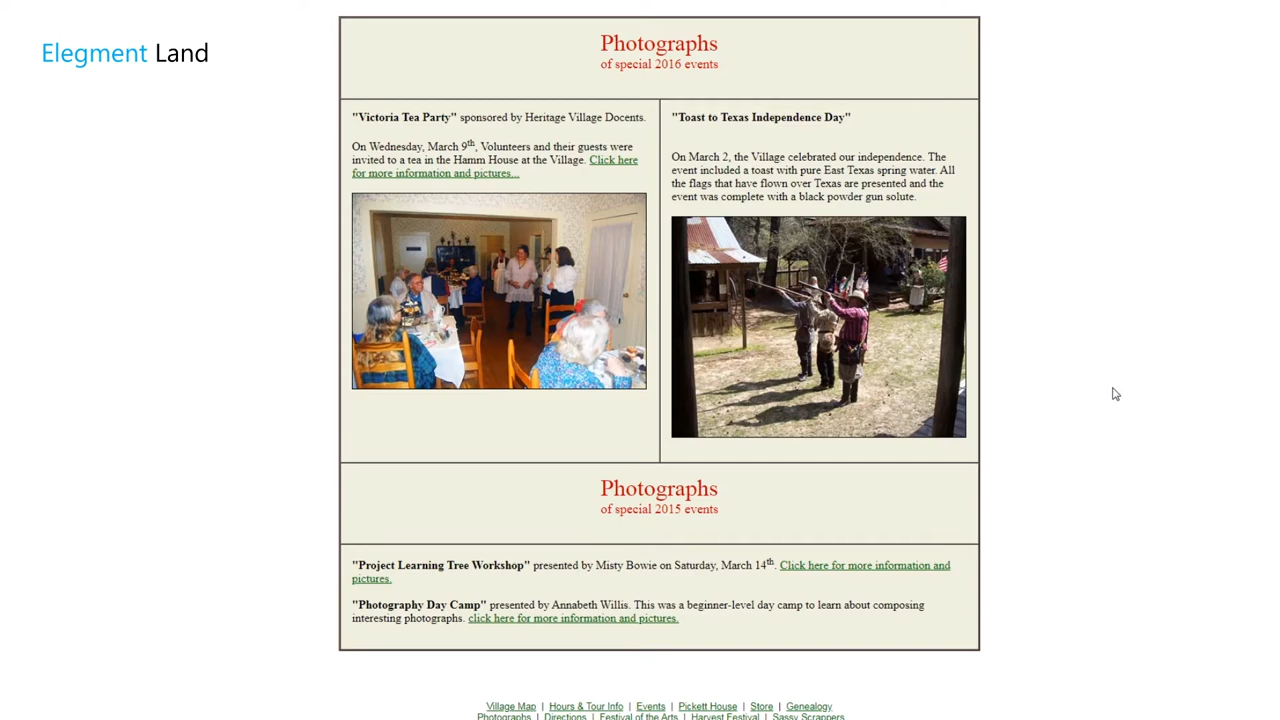 Elegment Land
Photographs
of special 2016 events
"Victoria Tea Party" sponsored by Heritage Village Docents.
On Wednesday, March 9th, Volunteers and their guests were
invited to a tea in the Hamm House at the Village. Click here
for more information and pictures...
"Toast to Texas Independence Day"
On March 2, the Village celebrated our independence. The
event included a toast with pure East Texas spring water. All
the flags that have flown over Texas are presented and the
event was complete with a black powder gun solute.
Photographs
of special 2015 events
"Project Learning Tree Workshop" presented by Misty Bowie on Saturday, March 14th. Click here for more information and
pictures.
"Photography Day Camp" presented by Annabeth Willis. This was a beginner-level day camp to learn about composing
interesting photographs. click here for more information and pictures.
Village Map | Hours & Tour Info | Events | Pickett House | Store | Genealogy
Photographs | Directions | Festival of the Arts | Harvest Festival | Sassy Scrappers